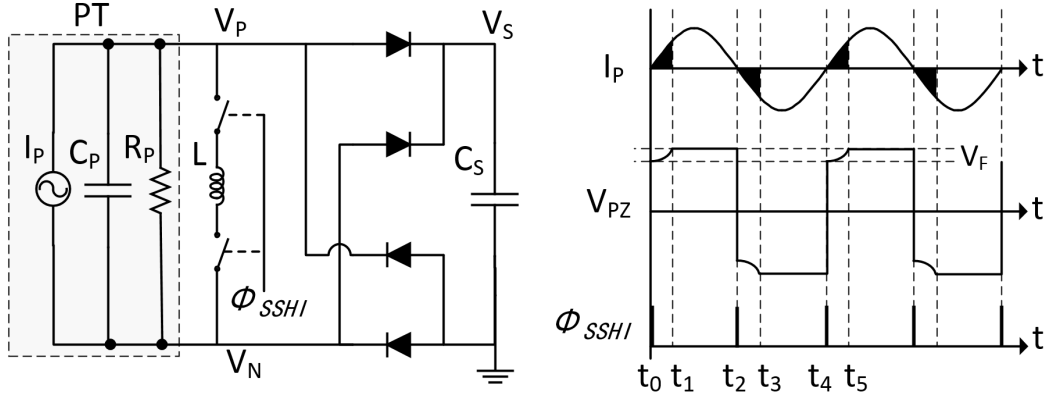 PT
V_P
V_S
I_P
C_P
R_P
L
C_S
Φ_SSHI
V_N
I_P
t
V_F
V_PZ
t
Φ_SSHI
t
t_0 t_1 t_2 t_3 t_4 t_5